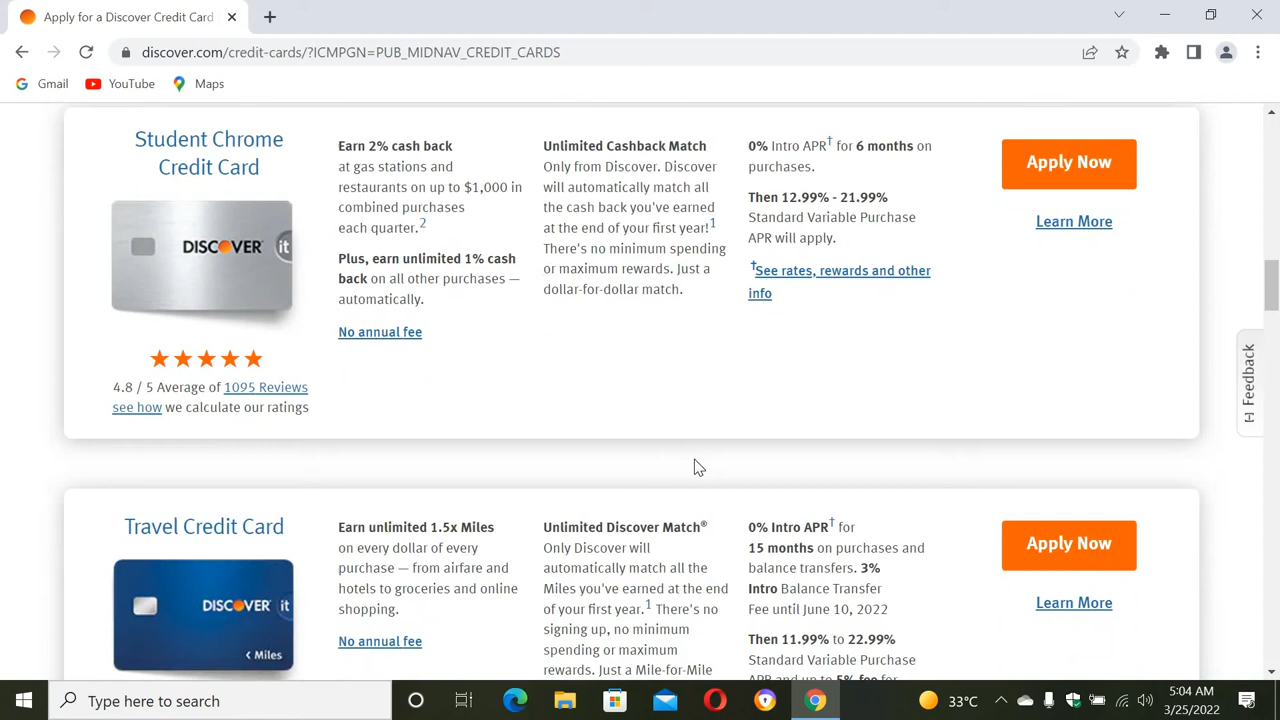 Apply for a Discover Credit Card
discover.com/credit-cards/?ICMPGN=PUB_MIDNAV_CREDIT_CARDS
Gmail YouTube Maps
Student Chrome
Credit Card
DISCOVER it
4.8 / 5 Average of 1095 Reviews
see how we calculate our ratings
Earn 2% cash back
at gas stations and
restaurants on up to $1,000 in
combined purchases
each quarter.2
Plus, earn unlimited 1% cash
back on all other purchases —
automatically.
No annual fee
Unlimited Cashback Match
Only from Discover. Discover
will automatically match all
the cash back you've earned
at the end of your first year!1
There's no minimum spending
or maximum rewards. Just a
dollar-for-dollar match.
0% Intro APR† for 6 months on
purchases.
Then 12.99% - 21.99%
Standard Variable Purchase
APR will apply.
†See rates, rewards and other
info
Apply Now
Learn More
[-] Feedback
Travel Credit Card
DISCOVER it
Miles
Earn unlimited 1.5x Miles
on every dollar of every
purchase — from airfare and
hotels to groceries and online
shopping.
No annual fee
Unlimited Discover Match®
Only Discover will
automatically match all the
Miles you've earned at the end
of your first year.1 There's no
signing up, no minimum
spending or maximum
rewards. Just a Mile-for-Mile
0% Intro APR† for
15 months on purchases and
balance transfers. 3%
Intro Balance Transfer
Fee until June 10, 2022
Then 11.99% to 22.99%
Standard Variable Purchase
APR and up to 5% fee for
Apply Now
Learn More
Type here to search
33°C
5:04 AM
3/25/2022